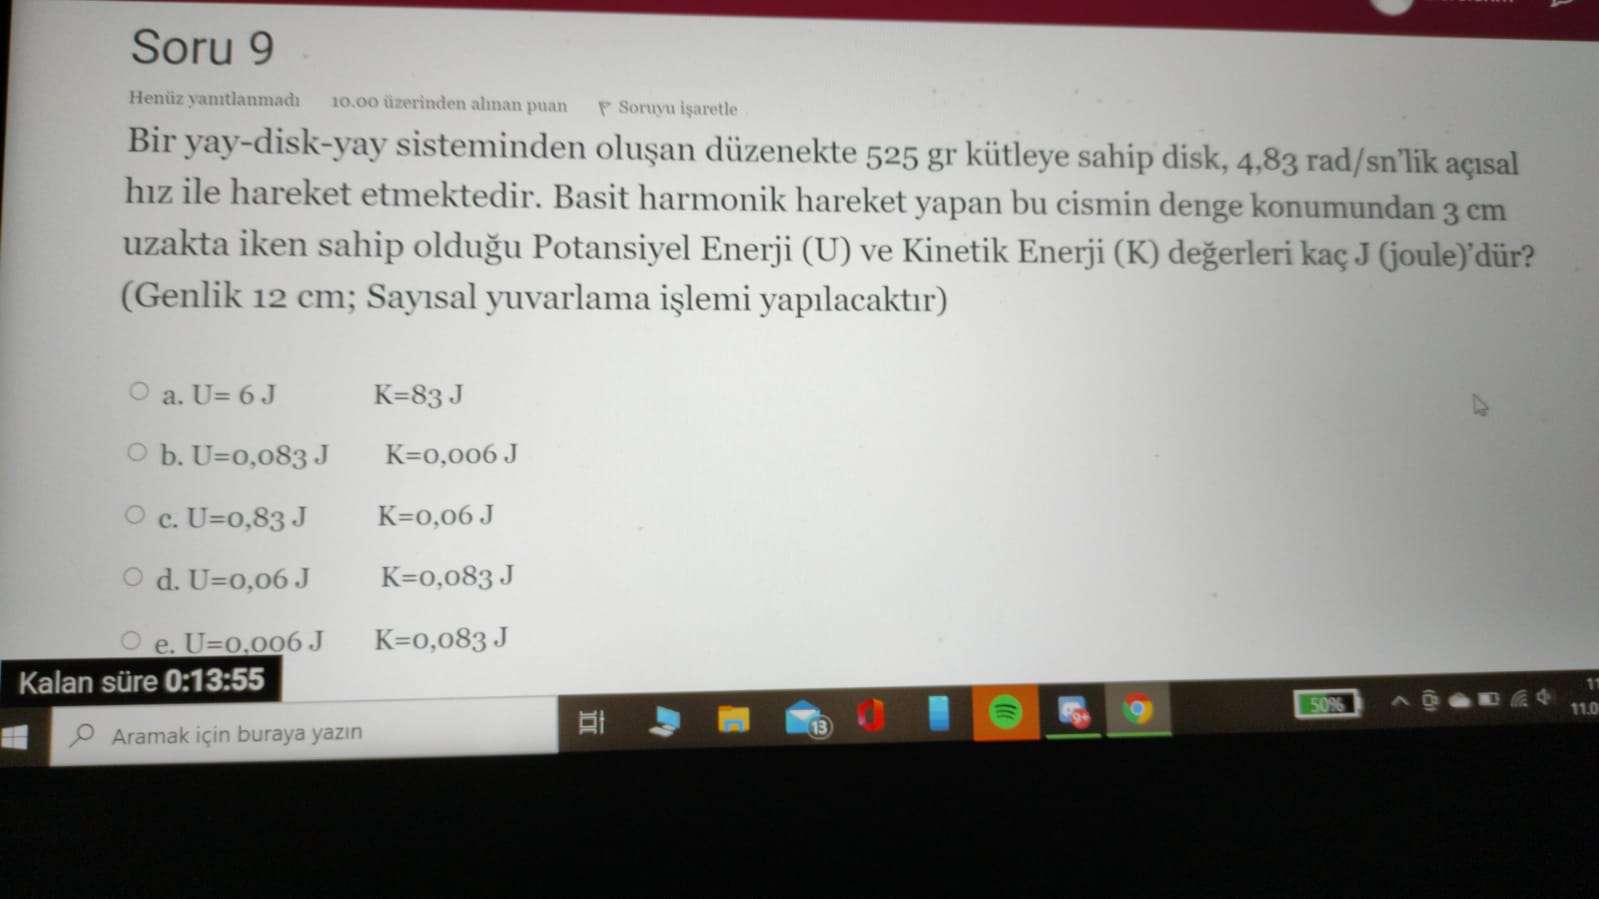 Soru 9
Henüz yanıtlanmadı 10.00 üzerinden alınan puan Soruyu işaretle
Bir yay-disk-yay sisteminden oluşan düzenekte 525 gr kütleye sahip disk, 4,83 rad/sn'lik açısal
hız ile hareket etmektedir. Basit harmonik hareket yapan bu cismin denge konumundan 3 cm
uzakta iken sahip olduğu Potansiyel Enerji (U) ve Kinetik Enerji (K) değerleri kaç J (joule)'dür?
(Genlik 12 cm; Sayısal yuvarlama işlemi yapılacaktır)
a. U= 6 J K=83 J
b. U=0,083 J K=0,006 J
c. U=0,83 J K=0,06 J
d. U=0,06 J K=0,083 J
e. U=0,006 J K=0,083 J
Kalan süre 0:13:55
Aramak için buraya yazın
13
9+
50%
11.0